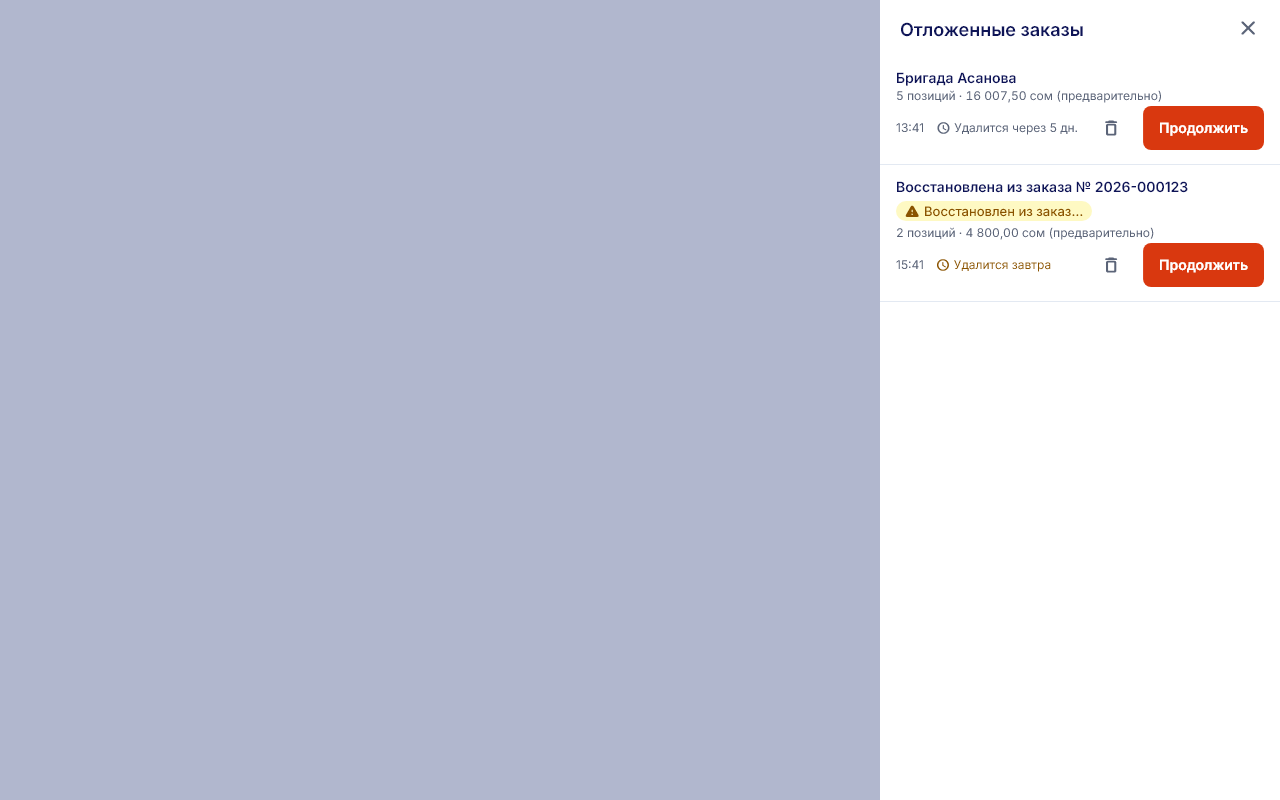 Отложенные заказы
Бригада Асанова
5 позиций · 16 007,50 сом (предварительно)
13:41 Удалится через 5 дн. Продолжить
Восстановлена из заказа № 2026-000123
Восстановлен из заказ...
2 позиций · 4 800,00 сом (предварительно)
15:41 Удалится завтра Продолжить